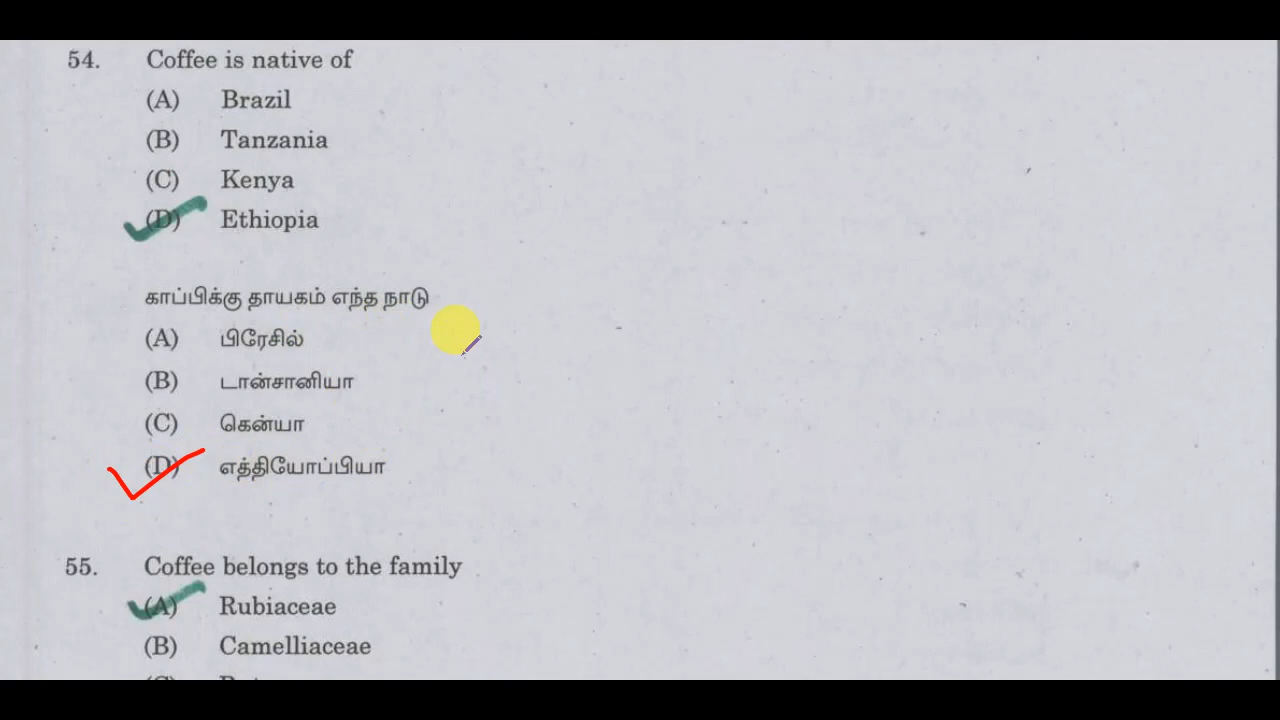 54. Coffee is native of
(A) Brazil
(B) Tanzania
(C) Kenya
(D) Ethiopia
காப்பிக்கு தாயகம் எந்த நாடு
(A) பிரேசில்
(B) டான்சானியா
(C) கென்யா
(D) எத்தியோப்பியா
55. Coffee belongs to the family
(A) Rubiaceae
(B) Camelliaceae